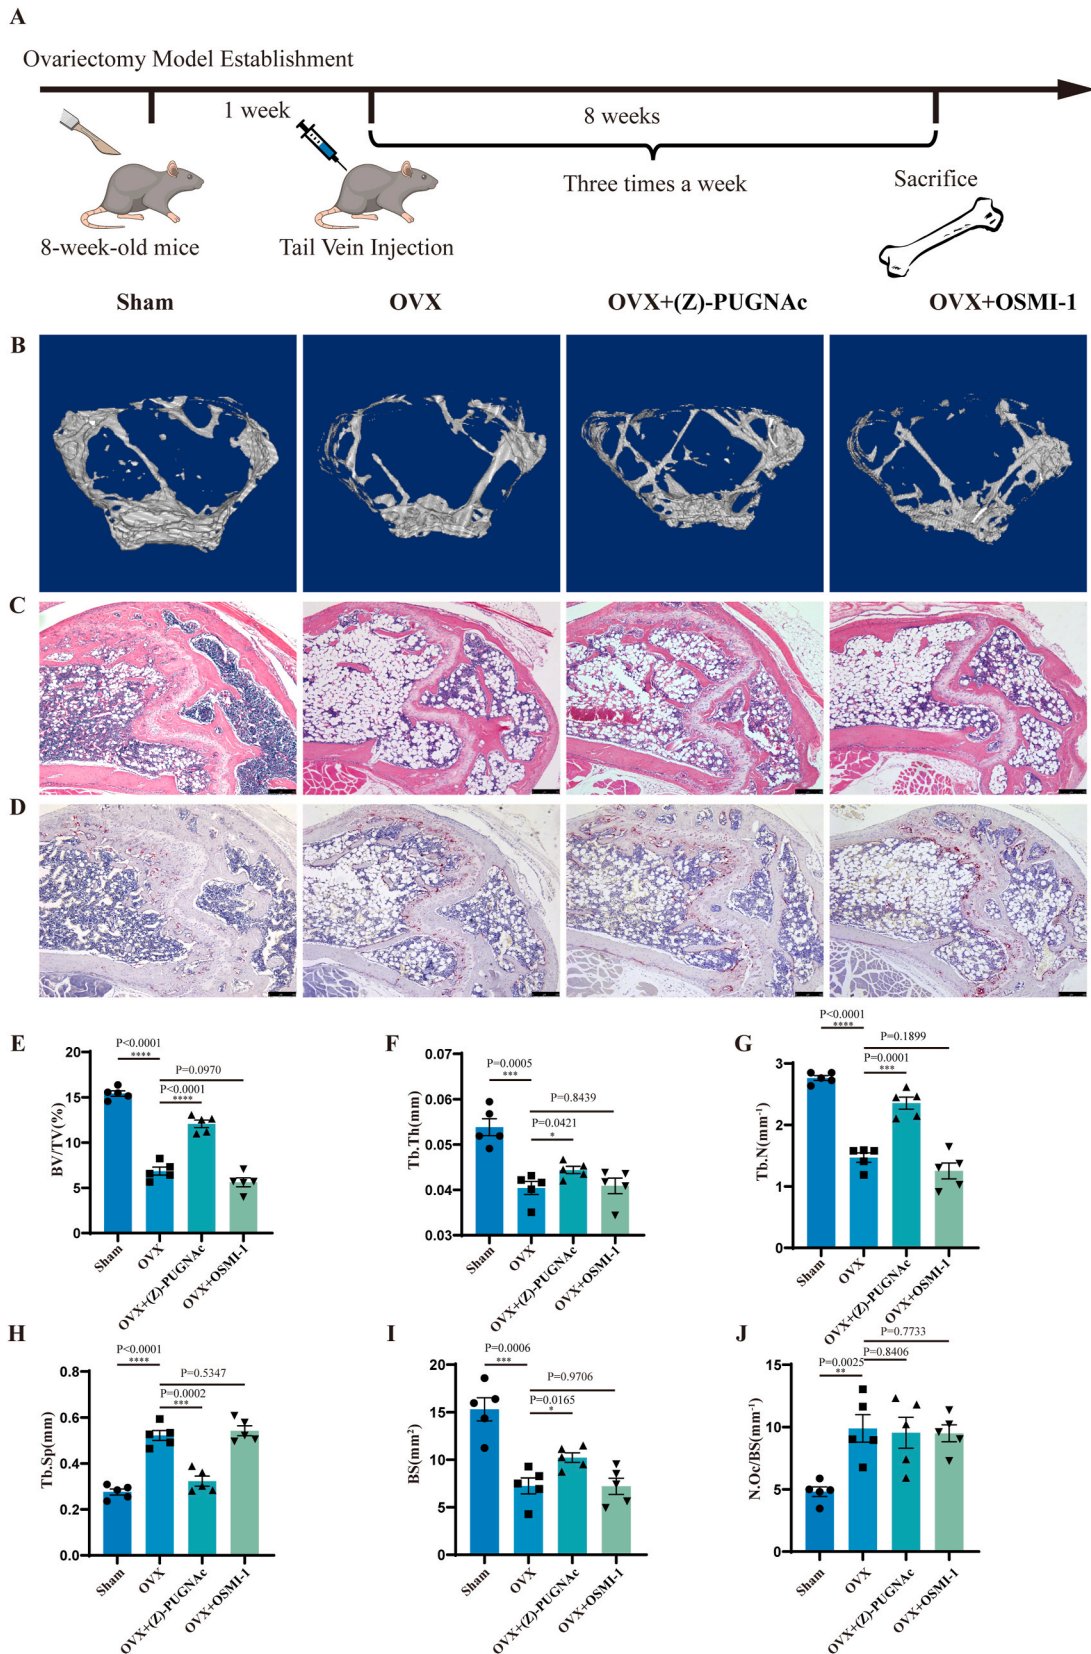 A
Ovariectomy Model Establishment
1 week
8 weeks
Three times a week
Sacrifice
8-week-old mice
Tail Vein Injection
Sham
OVX
OVX+(Z)-PUGNAc
OVX+OSMI-1
B
C
D
E
P<0.0001
****
P=0.0970
P<0.0001
****
BV/TV(%)
20
15
10
5
0
Sham
OVX
OVX+(Z)-PUGNAc
OVX+OSMI-1
F
P=0.0005
***
P=0.8439
P=0.0421
*
Tb.Th(mm)
0.07
0.06
0.05
0.04
0.03
Sham
OVX
OVX+(Z)-PUGNAc
OVX+OSMI-1
G
P<0.0001
****
P=0.1899
P=0.0001
***
Tb.N(mm⁻¹)
3
2
1
0
Sham
OVX
OVX+(Z)-PUGNAc
OVX+OSMI-1
H
P<0.0001
****
P=0.5347
P=0.0002
***
Tb.Sp(mm)
0.8
0.6
0.4
0.2
0.0
Sham
OVX
OVX+(Z)-PUGNAc
OVX+OSMI-1
I
P=0.0006
***
P=0.9706
P=0.0165
*
BS(mm²)
20
15
10
5
0
Sham
OVX
OVX+(Z)-PUGNAc
OVX+OSMI-1
J
P=0.7733
P=0.8406
P=0.0025
**
N.Oc/BS(mm⁻¹)
15
10
5
0
Sham
OVX
OVX+(Z)-PUGNAc
OVX+OSMI-1